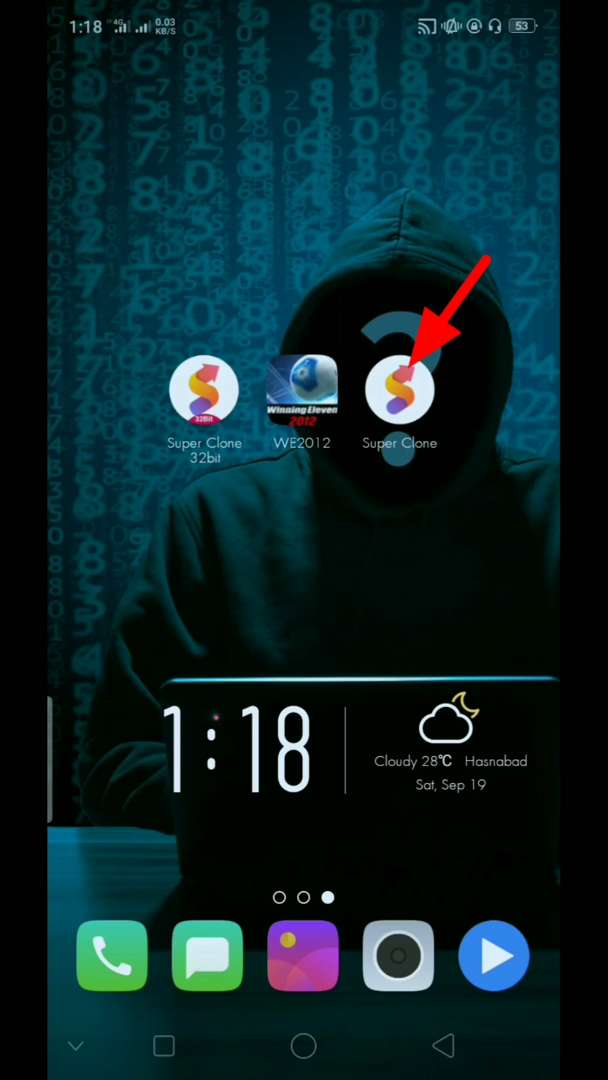 1:18 4G 0.03 KB/S 53
32Bit
Winning Eleven
2012
Super Clone
32bit
WE2012
Super Clone
1:18
Cloudy 28℃ Hasnabad
Sat, Sep 19